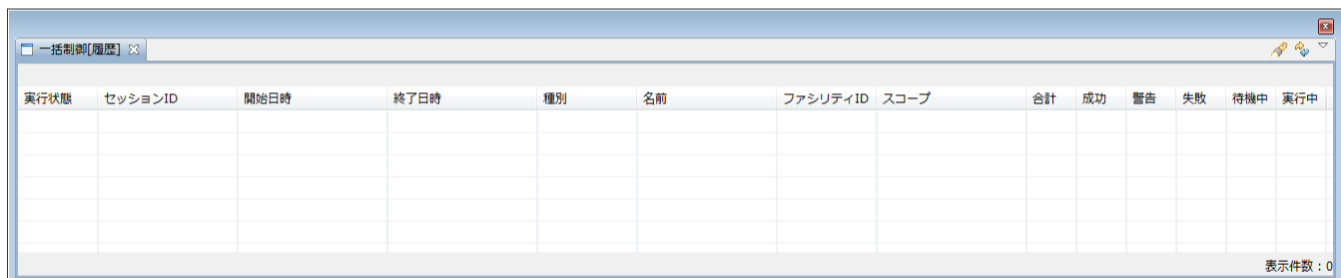 一括制御[履歴]
実行状態 セッションID 開始日時 終了日時 種別 名前 ファシリティID スコープ 合計 成功 警告 失敗 待機中 実行中
表示件数：0